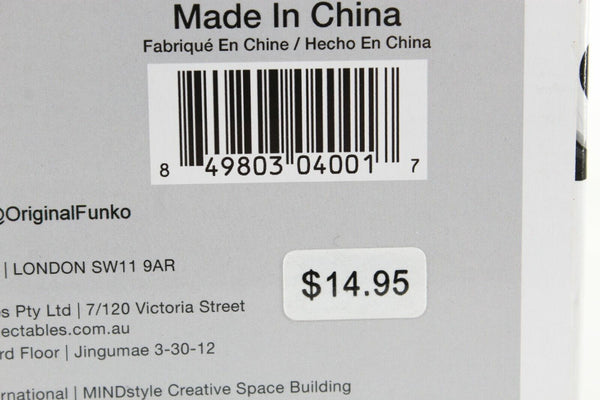 Made In China
Fabriqué En Chine / Hecho En China
8 49803 04001 7
@OriginalFunko
| LONDON SW11 9AR
$14.95
Pty Ltd | 7/120 Victoria Street
ectables.com.au
rd Floor | Jingumae 3-30-12
ernational | MINDstyle Creative Space Building